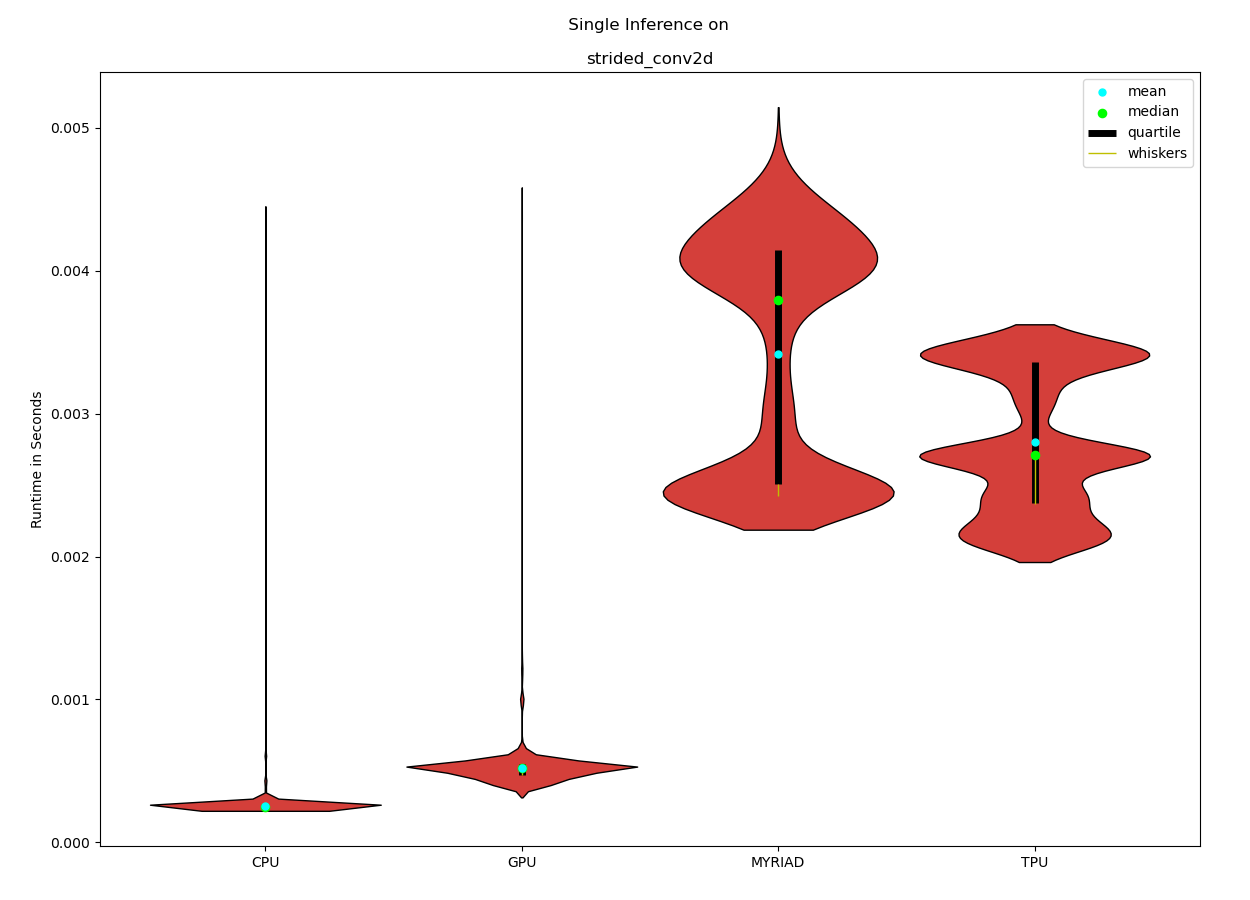 Single Inference on
strided_conv2d
mean
median
quartile
whiskers
Runtime in Seconds
0.005
0.004
0.003
0.002
0.001
0.000
CPU GPU MYRIAD TPU